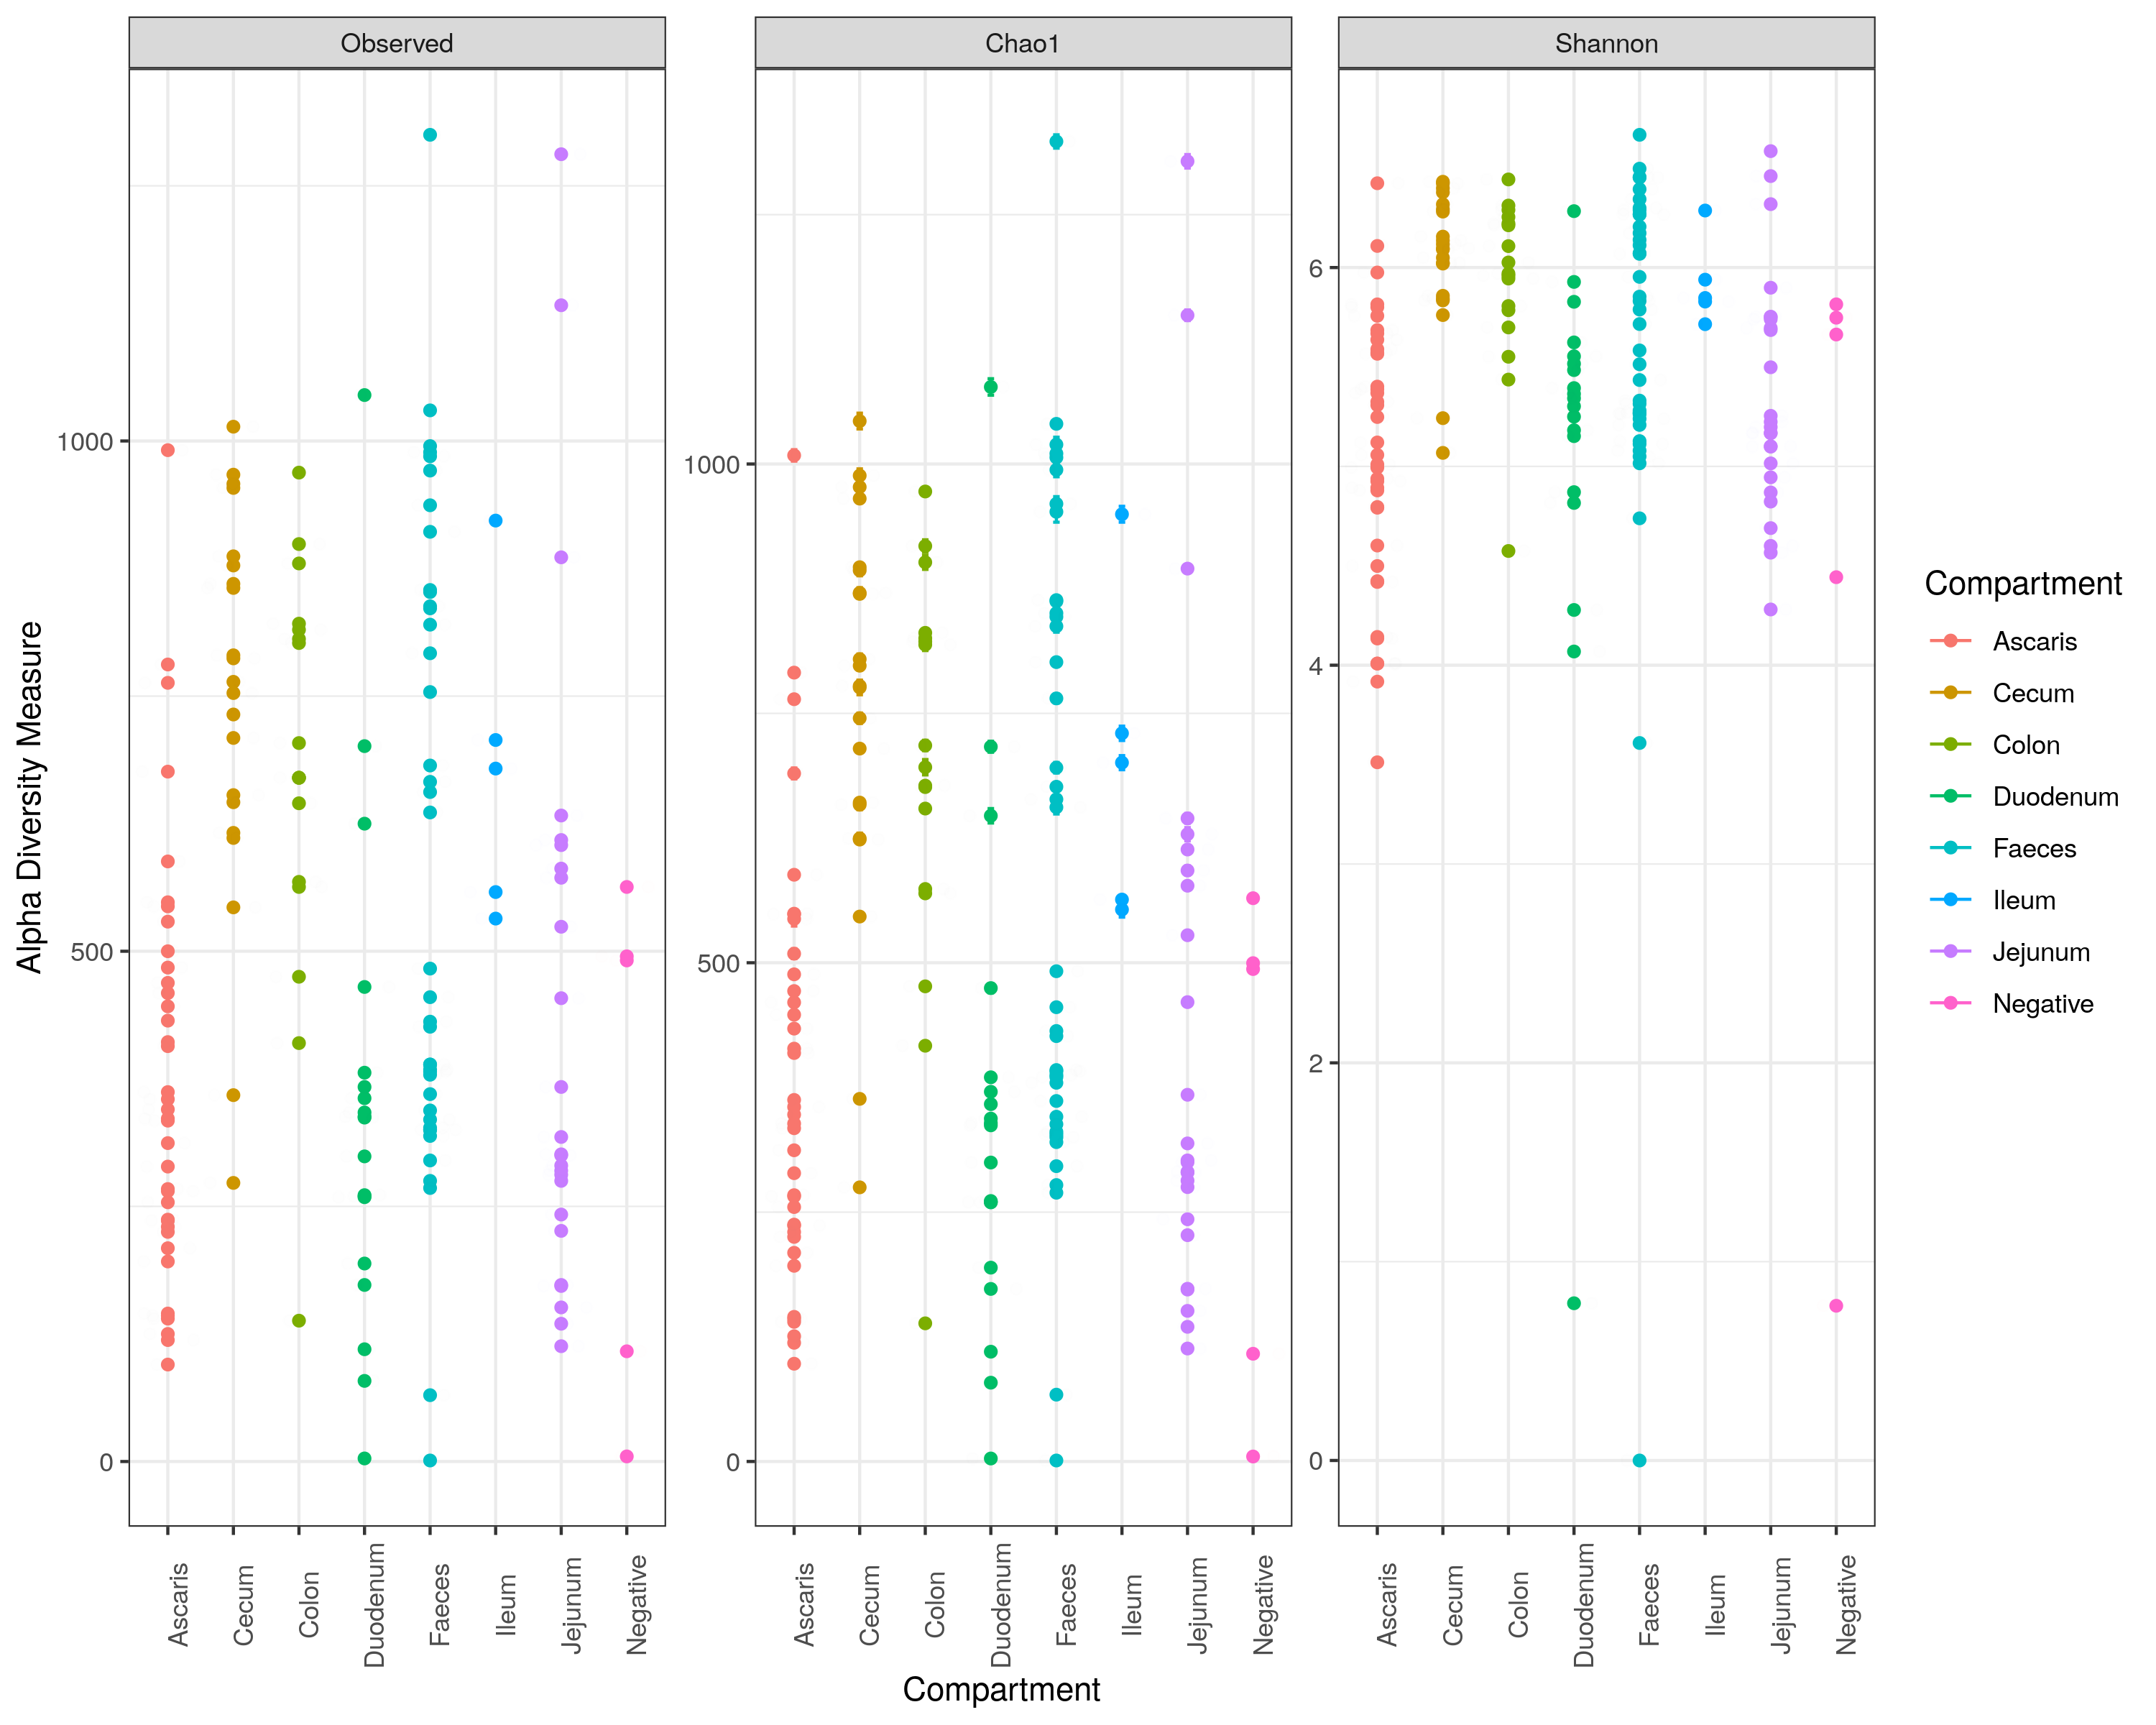 Observed
Chao1
Shannon
Alpha Diversity Measure
1000
500
0
1000
500
0
6
4
2
0
Ascaris
Cecum
Colon
Duodenum
Faeces
Ileum
Jejunum
Negative
Ascaris
Cecum
Colon
Duodenum
Faeces
Ileum
Jejunum
Negative
Ascaris
Cecum
Colon
Duodenum
Faeces
Ileum
Jejunum
Negative
Compartment
Compartment
Ascaris
Cecum
Colon
Duodenum
Faeces
Ileum
Jejunum
Negative